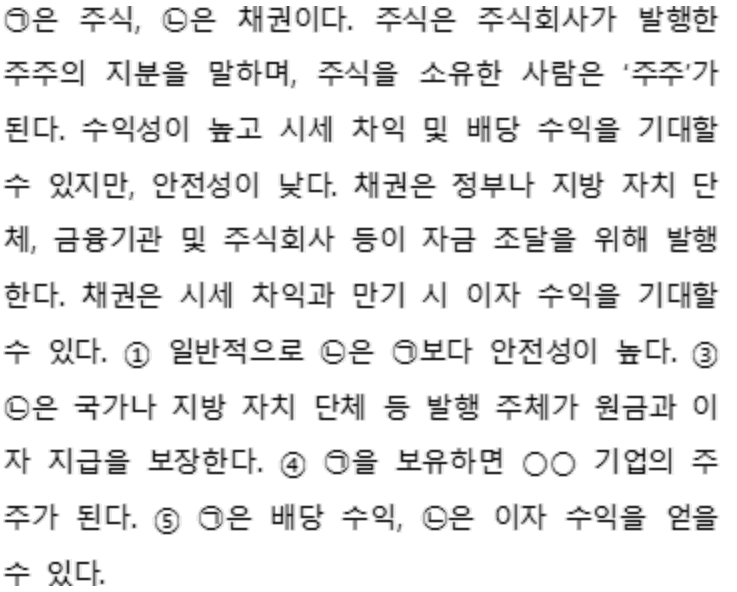 ㉠은 주식, ㉡은 채권이다. 주식은 주식회사가 발행한
주주의 지분을 말하며, 주식을 소유한 사람은 ‘주주’가
된다. 수익성이 높고 시세 차익 및 배당 수익을 기대할
수 있지만, 안전성이 낮다. 채권은 정부나 지방 자치 단
체, 금융기관 및 주식회사 등이 자금 조달을 위해 발행
한다. 채권은 시세 차익과 만기 시 이자 수익을 기대할
수 있다. ① 일반적으로 ㉡은 ㉠보다 안전성이 높다. ③
㉡은 국가나 지방 자치 단체 등 발행 주체가 원금과 이
자 지급을 보장한다. ④ ㉠을 보유하면 ○○ 기업의 주
주가 된다. ⑤ ㉠은 배당 수익, ㉡은 이자 수익을 얻을
수 있다.